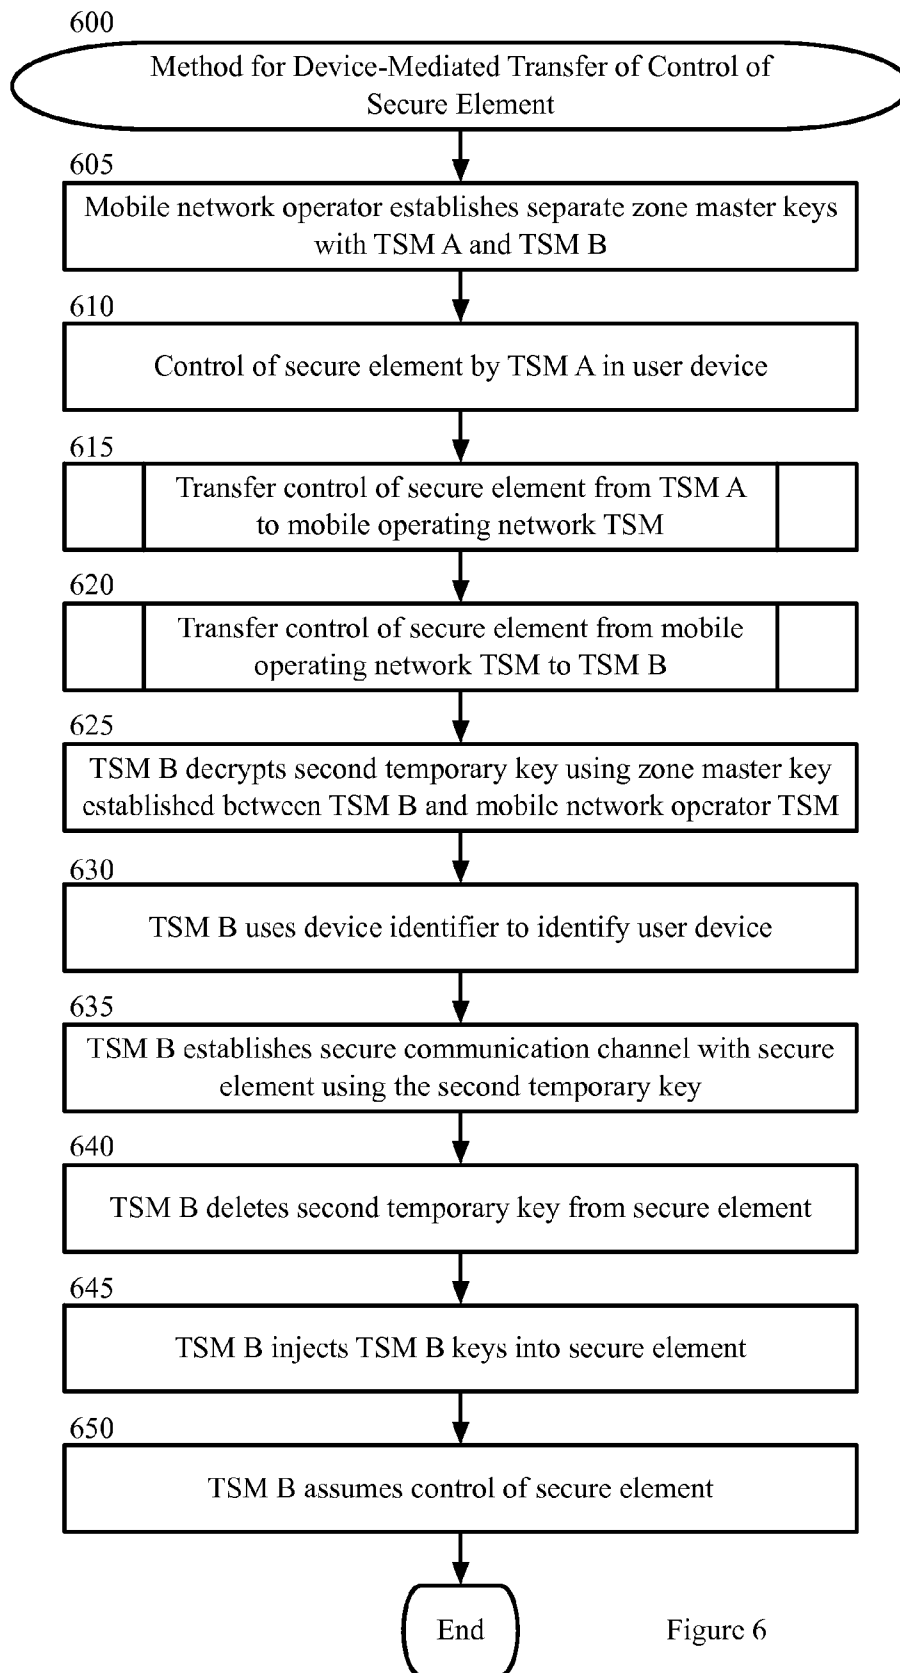 600
Method for Device-Mediated Transfer of Control of
Secure Element
605
Mobile network operator establishes separate zone master keys
with TSM A and TSM B
610
Control of secure element by TSM A in user device
615
Transfer control of secure element from TSM A
to mobile operating network TSM
620
Transfer control of secure element from mobile
operating network TSM to TSM B
625
TSM B decrypts second temporary key using zone master key
established between TSM B and mobile network operator TSM
630
TSM B uses device identifier to identify user device
635
TSM B establishes secure communication channel with secure
element using the second temporary key
640
TSM B deletes second temporary key from secure element
645
TSM B injects TSM B keys into secure element
650
TSM B assumes control of secure element
End
Figure 6